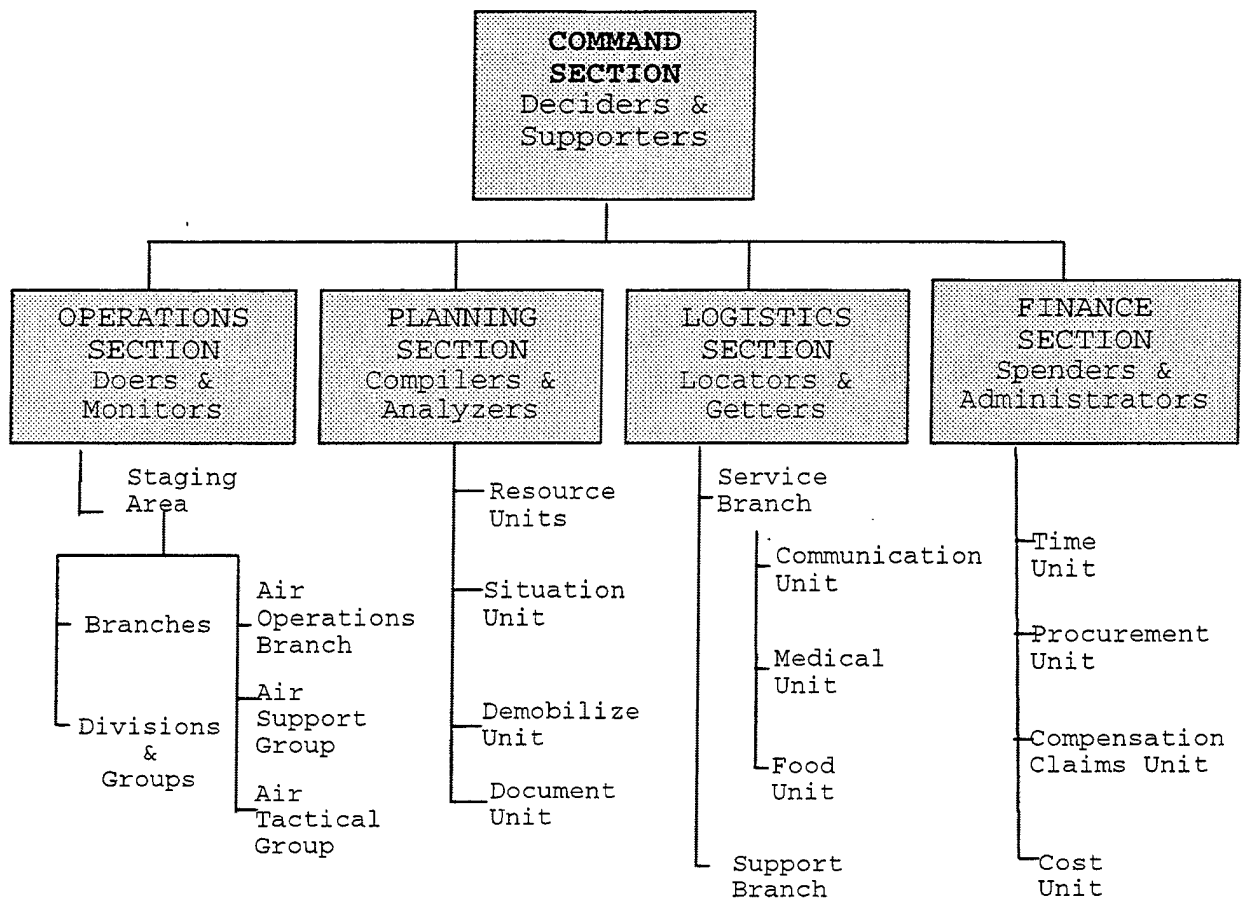 COMMAND
SECTION
Deciders &
Supporters
OPERATIONS
SECTION
Doers &
Monitors
Staging
Area
Branches
Divisions
&
Groups
Air
Operations
Branch
Air
Support
Group
Air
Tactical
Group
PLANNING
SECTION
Compilers &
Analyzers
Resource
Units
Situation
Unit
Demobilize
Unit
Document
Unit
LOGISTICS
SECTION
Locators &
Getters
Service
Branch
Communication
Unit
Medical
Unit
Food
Unit
Support
Branch
FINANCE
SECTION
Spenders &
Administrators
Time
Unit
Procurement
Unit
Compensation
Claims Unit
Cost
Unit